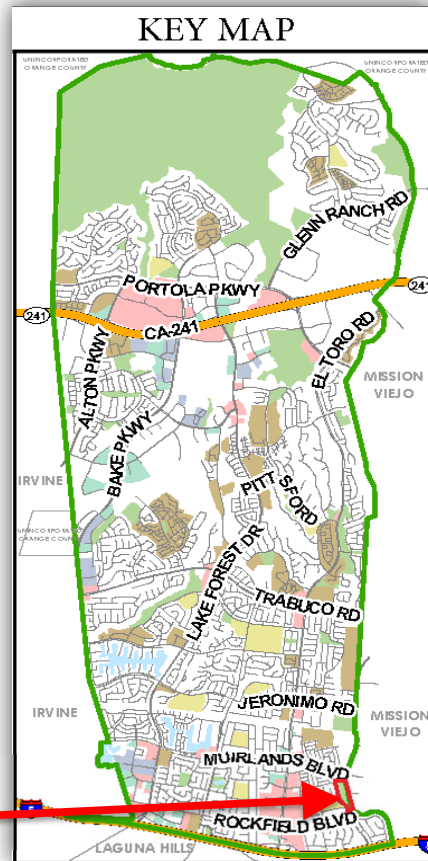 KEY MAP
UNINCORPORATED
ORANGE COUNTY
UNINCORPORATED
ORANGE COUNTY
GLENN RANCH RD
PORTOLA PKWY
241
241
CA-241
EL TORO RD
ALTON PKWY
MISSION
VIEJO
BAKE PKWY
IRVINE
PITTSFORD
UNINCORPORATED
ORANGE COUNTY
LAKE FOREST DR
TRABUCO RD
JERONIMO RD
IRVINE
MISSION
VIEJO
MUIRLANDS BLVD
ROCKFIELD BLVD
LAGUNA HILLS